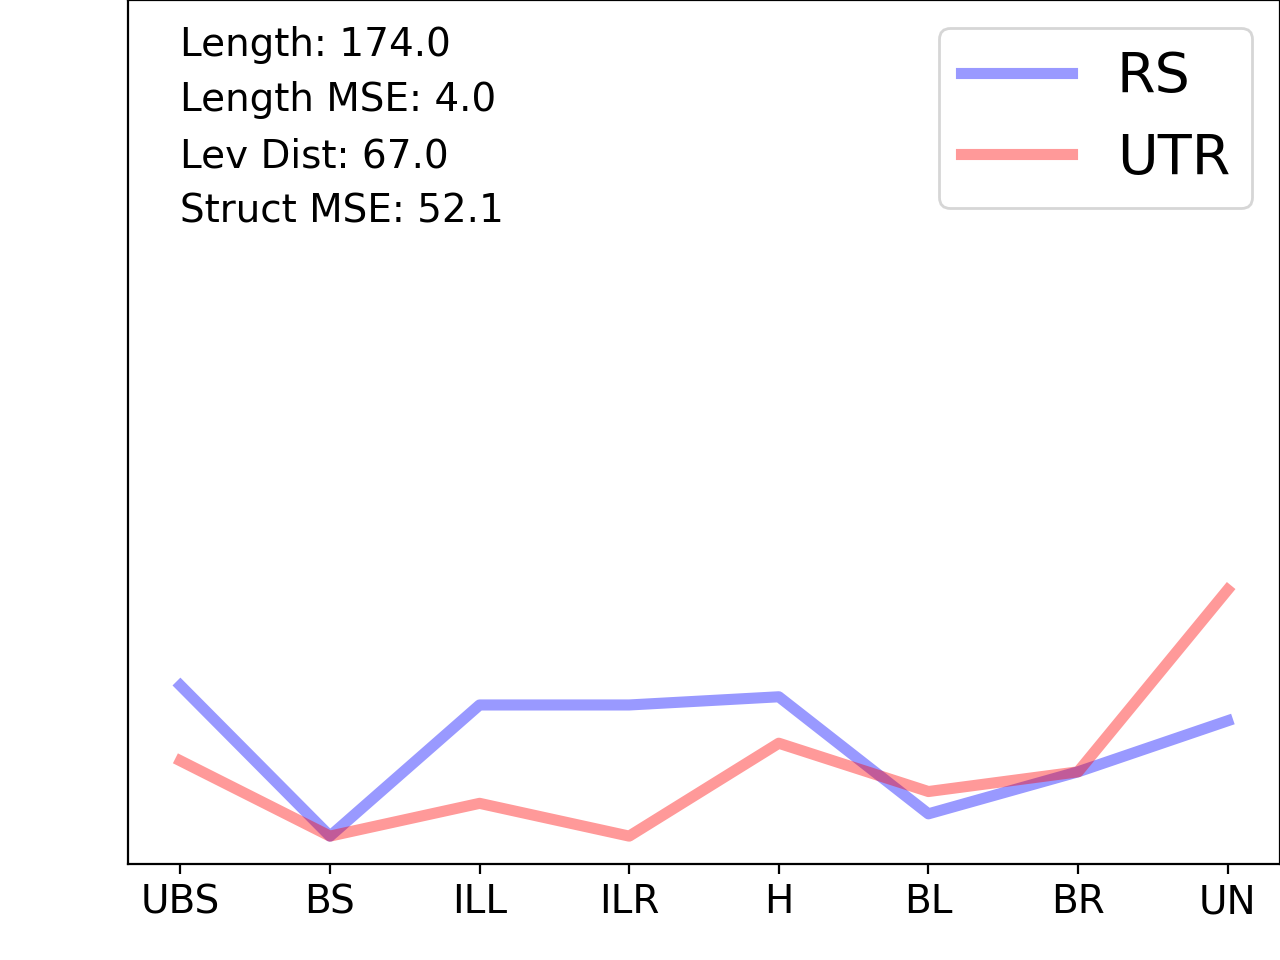 Length: 174.0
Length MSE: 4.0
Lev Dist: 67.0
Struct MSE: 52.1
RS
UTR
UBS BS ILL ILR H BL BR UN